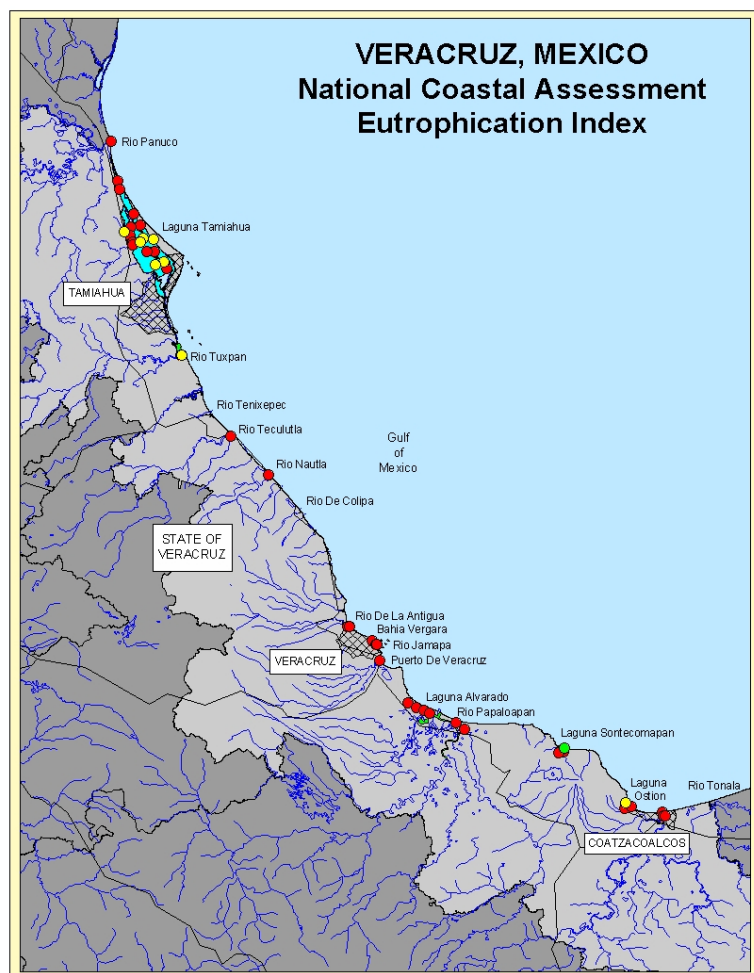 VERACRUZ, MEXICO
National Coastal Assessment
Eutrophication Index
Rio Panuco
Laguna Tamiahua
TAMIAHUA
Rio Tuxpan
Rio Tenixepec
Rio Teculutla
Gulf
of
Mexico
Rio Nautla
Rio De Colipa
STATE OF
VERACRUZ
Rio De La Antigua
Bahia Vergara
Rio Jamapa
VERACRUZ
Puerto De Veracruz
Laguna Alvarado
Rio Papaloapan
Laguna Sontecomapan
Laguna
Ostion
Rio Tonala
COATZACOALCOS